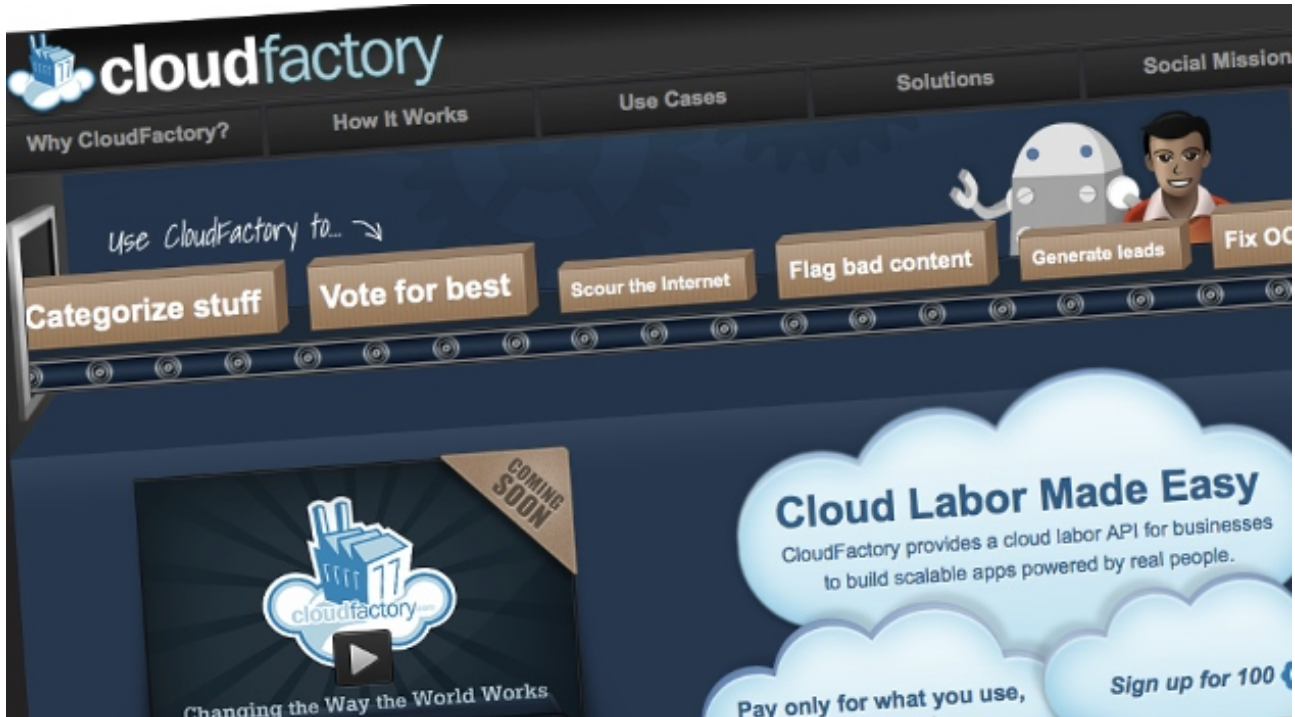 cloudfactory
Why CloudFactory?
How It Works
Use Cases
Solutions
Social Mission
Use CloudFactory to...
Categorize stuff
Vote for best
Scour the Internet
Flag bad content
Generate leads
Fix OC
COMING
SOON
cloudfactory
Changing the Way the World Works
Cloud Labor Made Easy
CloudFactory provides a cloud labor API for businesses
to build scalable apps powered by real people.
Pay only for what you use,
Sign up for 100